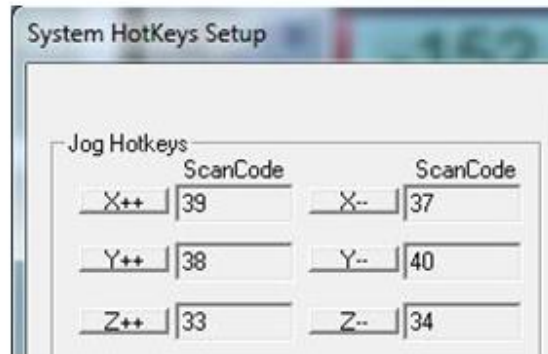 System HotKeys Setup
Jog Hotkeys
ScanCode ScanCode
X++ 39 X-- 37
Y++ 38 Y-- 40
Z++ 33 Z-- 34